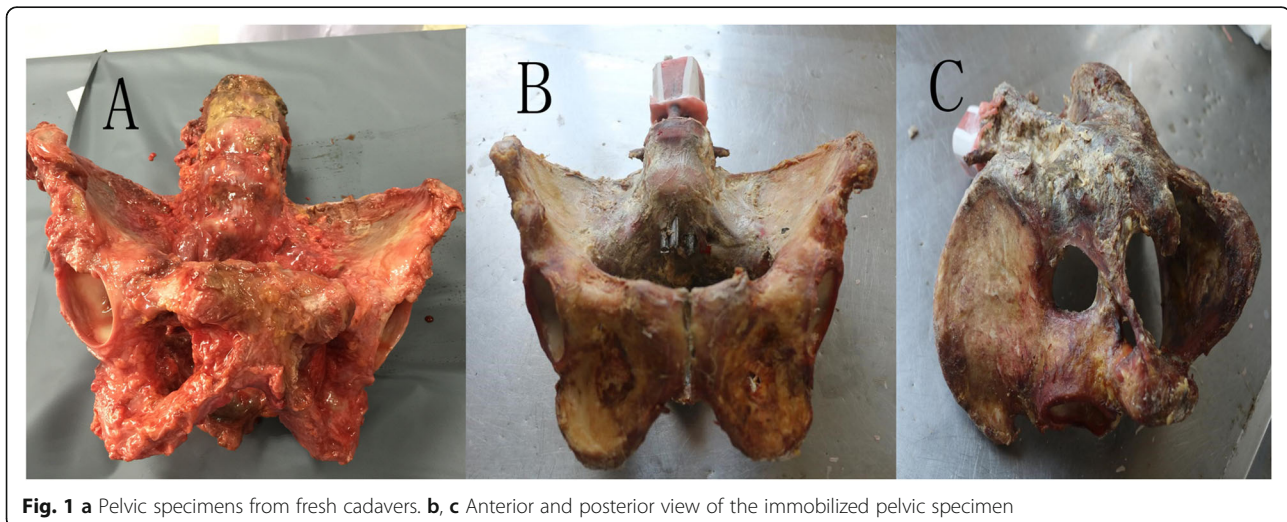 A
B
C
Fig. 1 a Pelvic specimens from fresh cadavers. b, c Anterior and posterior view of the immobilized pelvic specimen